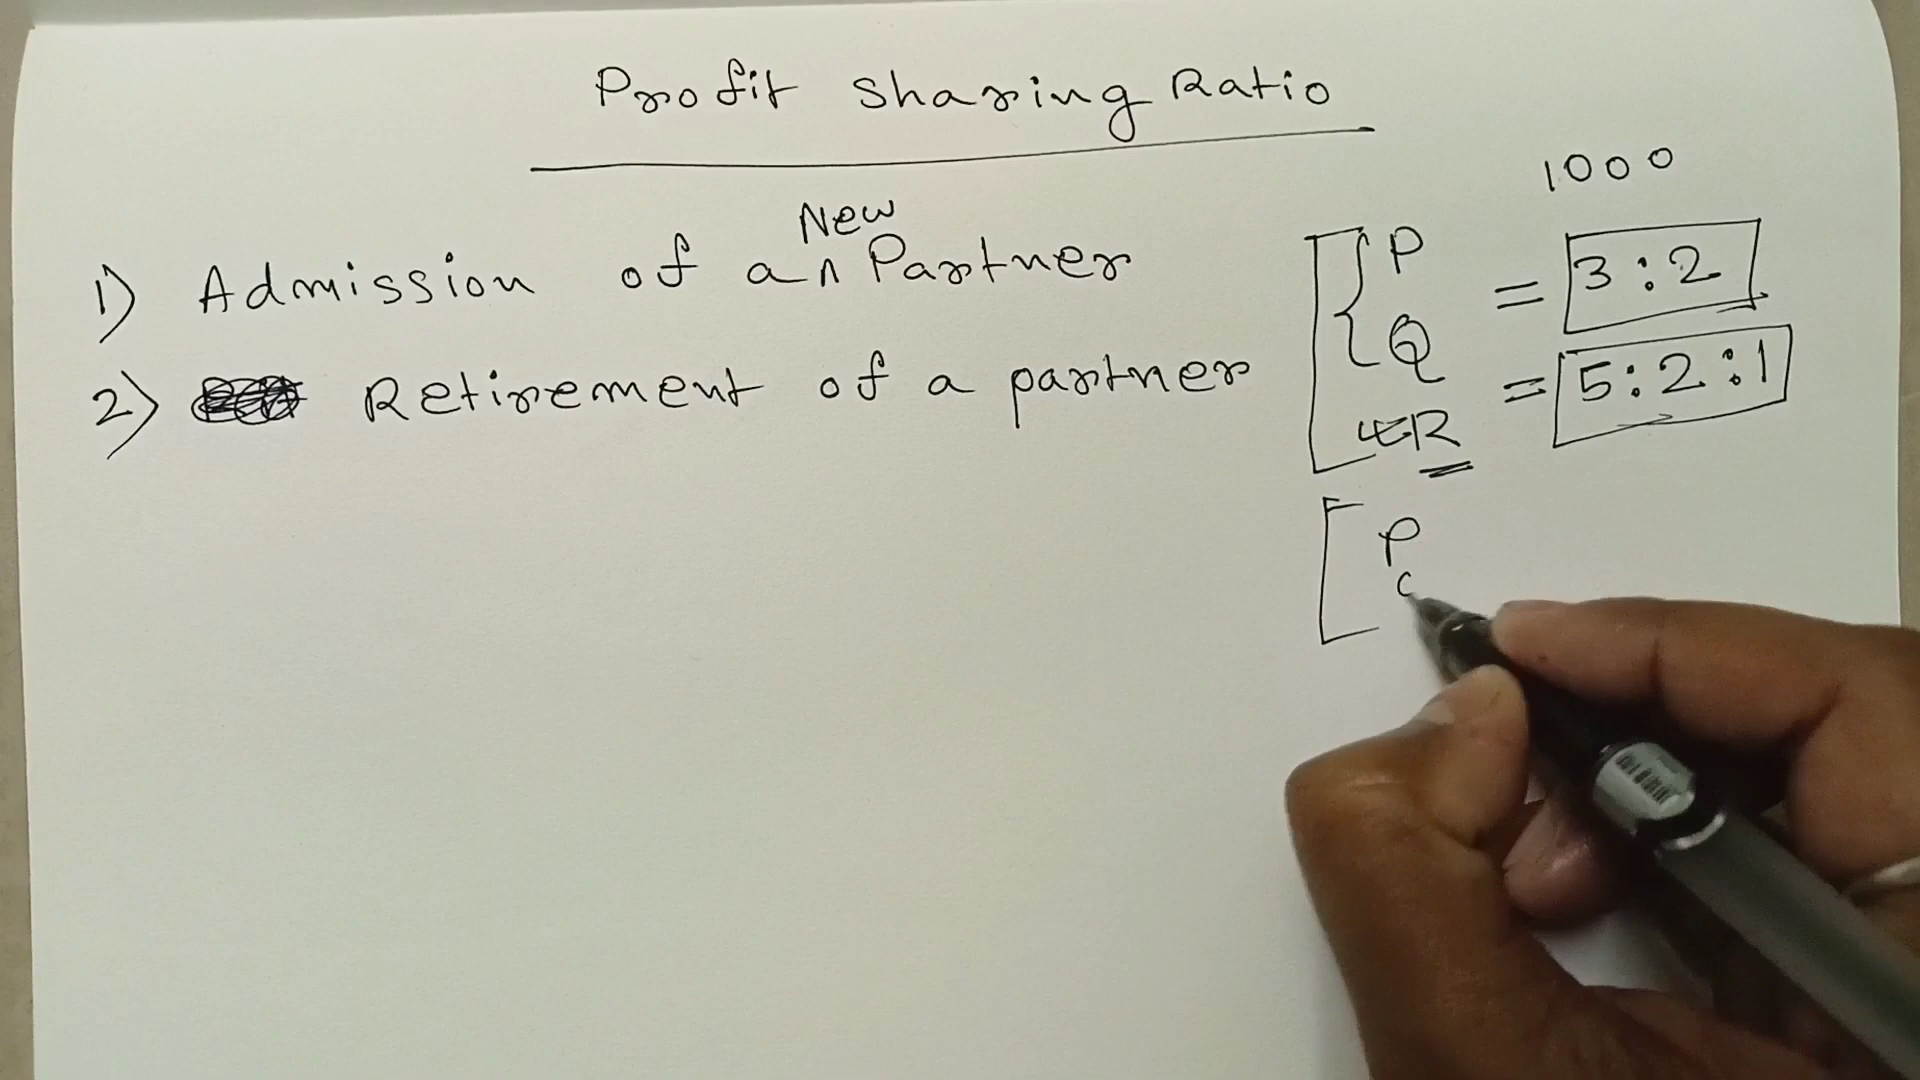 Profit Sharing Ratio
1000
New
1) Admission of a ∧ Partner
P
= 3:2
Q
2) Retirement of a partner
= 5:2:1
R
P